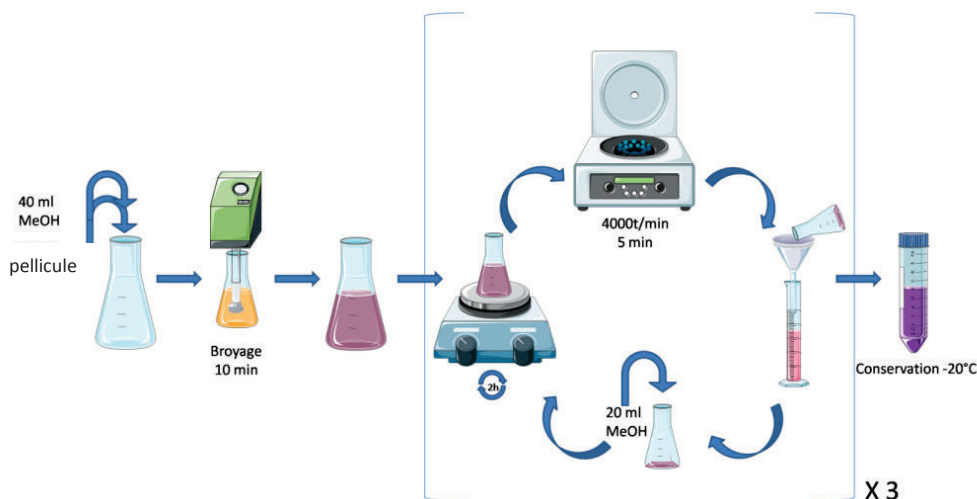 40 ml
MeOH
pellicule
Broyage
10 min
2h
4000t/min
5 min
20 ml
MeOH
Conservation -20°C
X 3